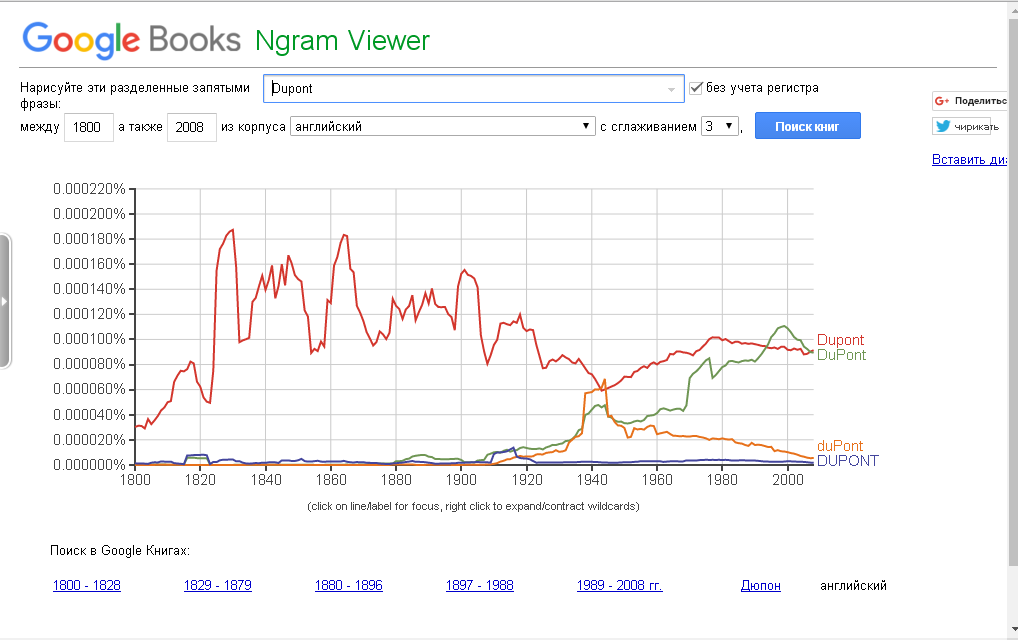 Google Books Ngram Viewer
Нарисуйте эти разделенные запятыми фразы:
Dupont
без учета регистра
между 1800 а также 2008 из корпуса английский с сглаживанием 3 , Поиск книг
G+ Поделитьс
чирикать
Вставить диа
0.000220%
0.000200%
0.000180%
0.000160%
0.000140%
0.000120%
0.000100%
0.000080%
0.000060%
0.000040%
0.000020%
0.000000%
1800 1820 1840 1860 1880 1900 1920 1940 1960 1980 2000
Dupont
DuPont
duPont
DUPONT
(click on line/label for focus, right click to expand/contract wildcards)
Поиск в Google Книгах:
1800 - 1828 1829 - 1879 1880 - 1896 1897 - 1988 1989 - 2008 гг. Дюпон английский